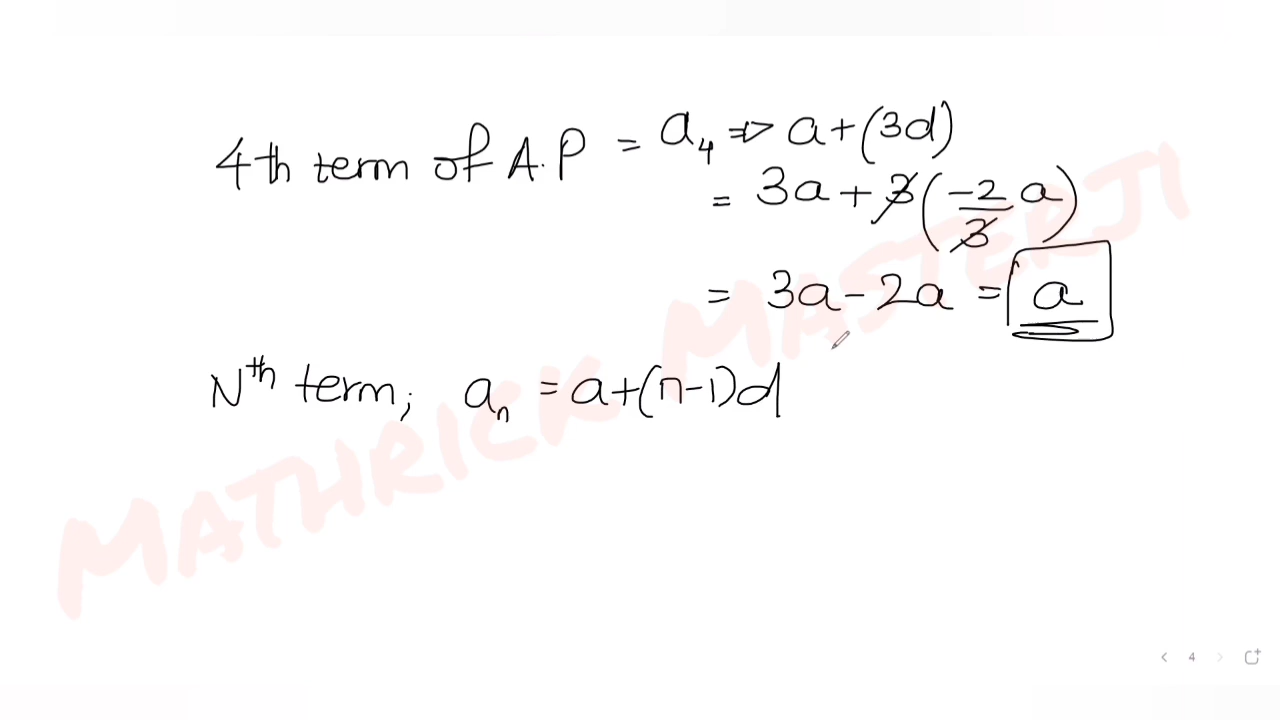 4th term of A.P = a₄ ⇒ a+(3d)
= 3a + 3(-2/3 a)
= 3a - 2a = a
Nᵗʰ term; aₙ = a+(n-1)d
MATHRICK MASTERJI
4